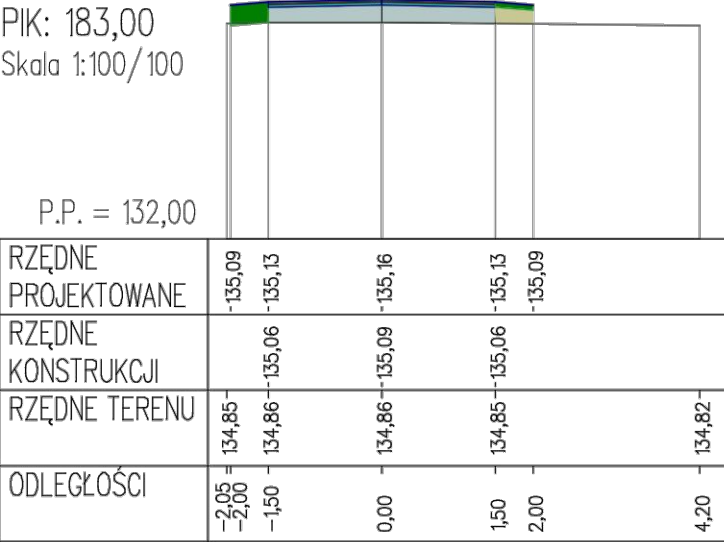 PIK: 183,00
Skala 1:100/100
P.P. = 132,00
RZĘDNE
PROJEKTOWANE
-135,09
-135,13
-135,16
-135,13
-135,09
RZĘDNE
KONSTRUKCJI
-135,06
-135,09
-135,06
RZĘDNE TERENU
134,85
134,86
134,86
134,85
134,82
ODLEGŁOŚCI
-2,05
-2,00
-1,50
0,00
1,50
2,00
4,20